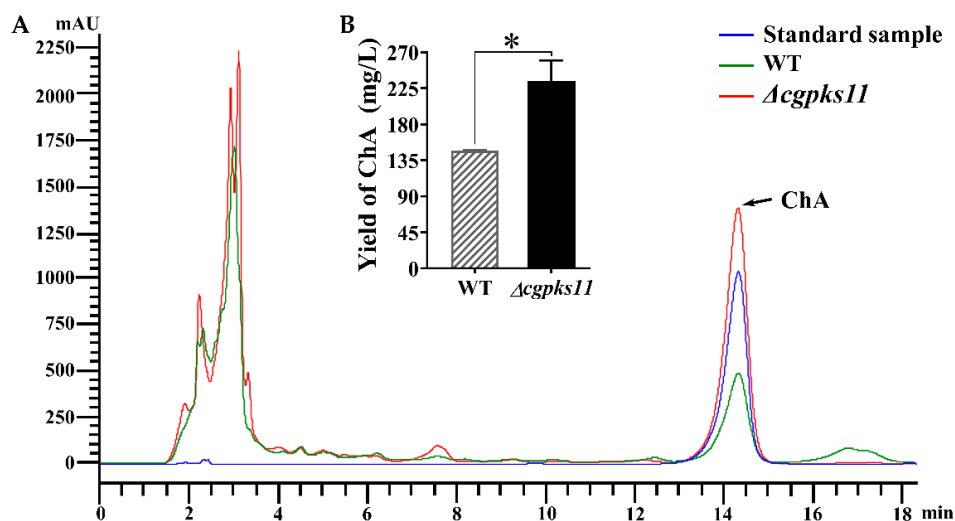 A
mAU
2250
2000
1750
1500
1250
1000
750
500
250
0
0
2
4
6
8
10
12
14
16
18
min
B
Yield of ChA (mg/L)
270
225
180
135
90
45
0
*
WT
Δcgpks11
Standard sample
WT
Δcgpks11
ChA